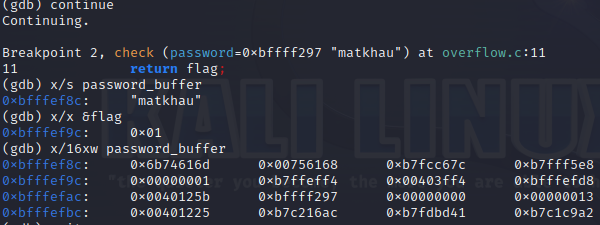 (gdb) continue
Continuing.
Breakpoint 2, check (password=0×bffff297 "matkhau") at overflow.c:11
11 return flag;
(gdb) x/s password_buffer
0×bfffef8c: "matkhau"
(gdb) x/x &flag
0×bfffef9c: 0×01
(gdb) x/16xw password_buffer
0×bfffef8c: 0×6b74616d 0×00756168 0×b7fcc67c 0×b7fff5e8
0×bfffef9c: 0×00000001 0×b7ffeff4 0×00403ff4 0×bfffefd8
0×bfffefac: 0×0040125b 0×bffff297 0×00000000 0×00000013
0×bfffefbc: 0×00401225 0×b7c216ac 0×b7fdbd41 0×b7c1c9a2
KALI LINUX